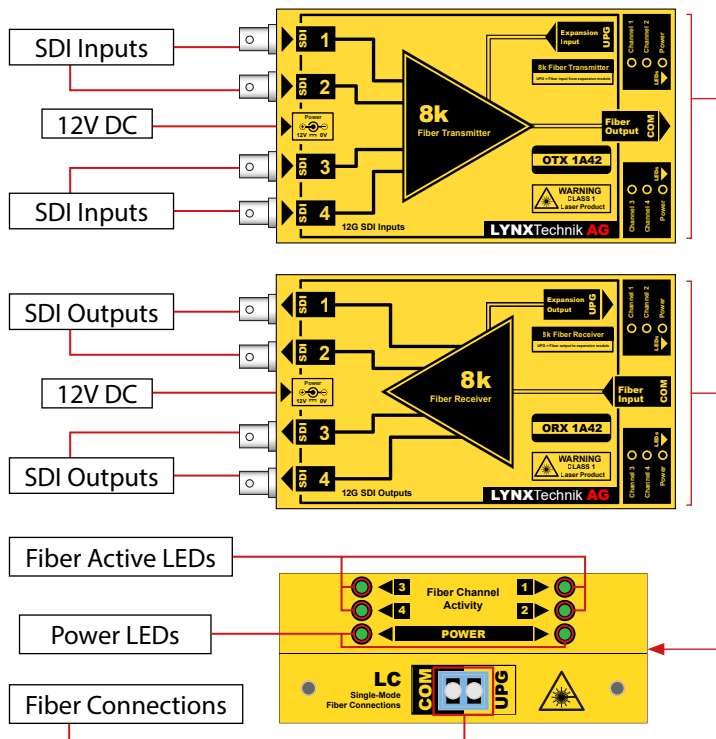 SDI Inputs
12V DC
SDI Inputs
SDI 1
SDI 2
Power
12V 0V
SDI 3
SDI 4
12G SDI Inputs
8k
Fiber Transmitter
Expansion
Input
UPG
8k Fiber Transmitter
UPG = Fiber input from expansion module
Fiber
Output
COM
OTX 1A42
WARNING
CLASS 1
Laser Product
LYNXTechnik AG
Channel 1
Channel 2
Power
LEDs
Channel 3
Channel 4
Power
LEDs
SDI Outputs
12V DC
SDI Outputs
SDI 1
SDI 2
Power
12V 0V
SDI 3
SDI 4
12G SDI Outputs
8k
Fiber Receiver
Expansion
Output
UPG
8k Fiber Receiver
UPG = Fiber output to expansion module
Fiber
Input
COM
ORX 1A42
WARNING
CLASS 1
Laser Product
LYNXTechnik AG
Channel 1
Channel 2
Power
LEDs
Channel 3
Channel 4
Power
LEDs
Fiber Active LEDs
Power LEDs
Fiber Connections
3
4
Fiber Channel
Activity
1
2
POWER
LC
Single-Mode
Fiber Connections
COM
UPG